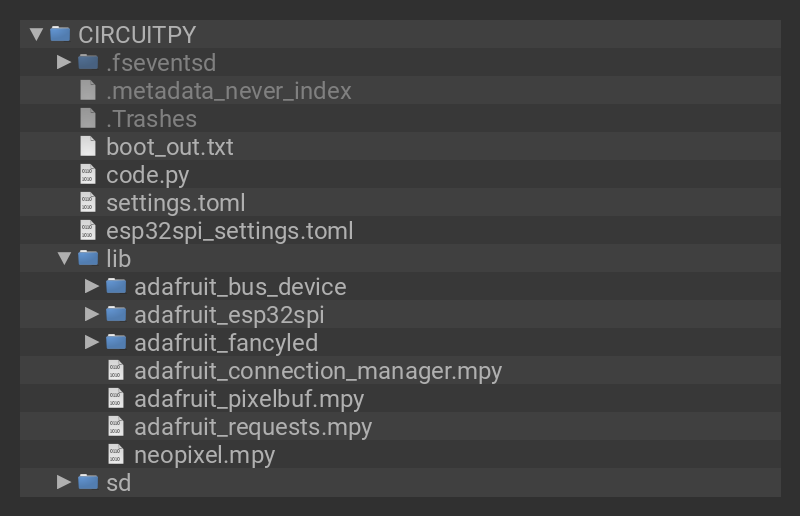 CIRCUITPY
.fseventsd
.metadata_never_index
.Trashes
boot_out.txt
code.py
settings.toml
esp32spi_settings.toml
lib
adafruit_bus_device
adafruit_esp32spi
adafruit_fancyled
adafruit_connection_manager.mpy
adafruit_pixelbuf.mpy
adafruit_requests.mpy
neopixel.mpy
sd